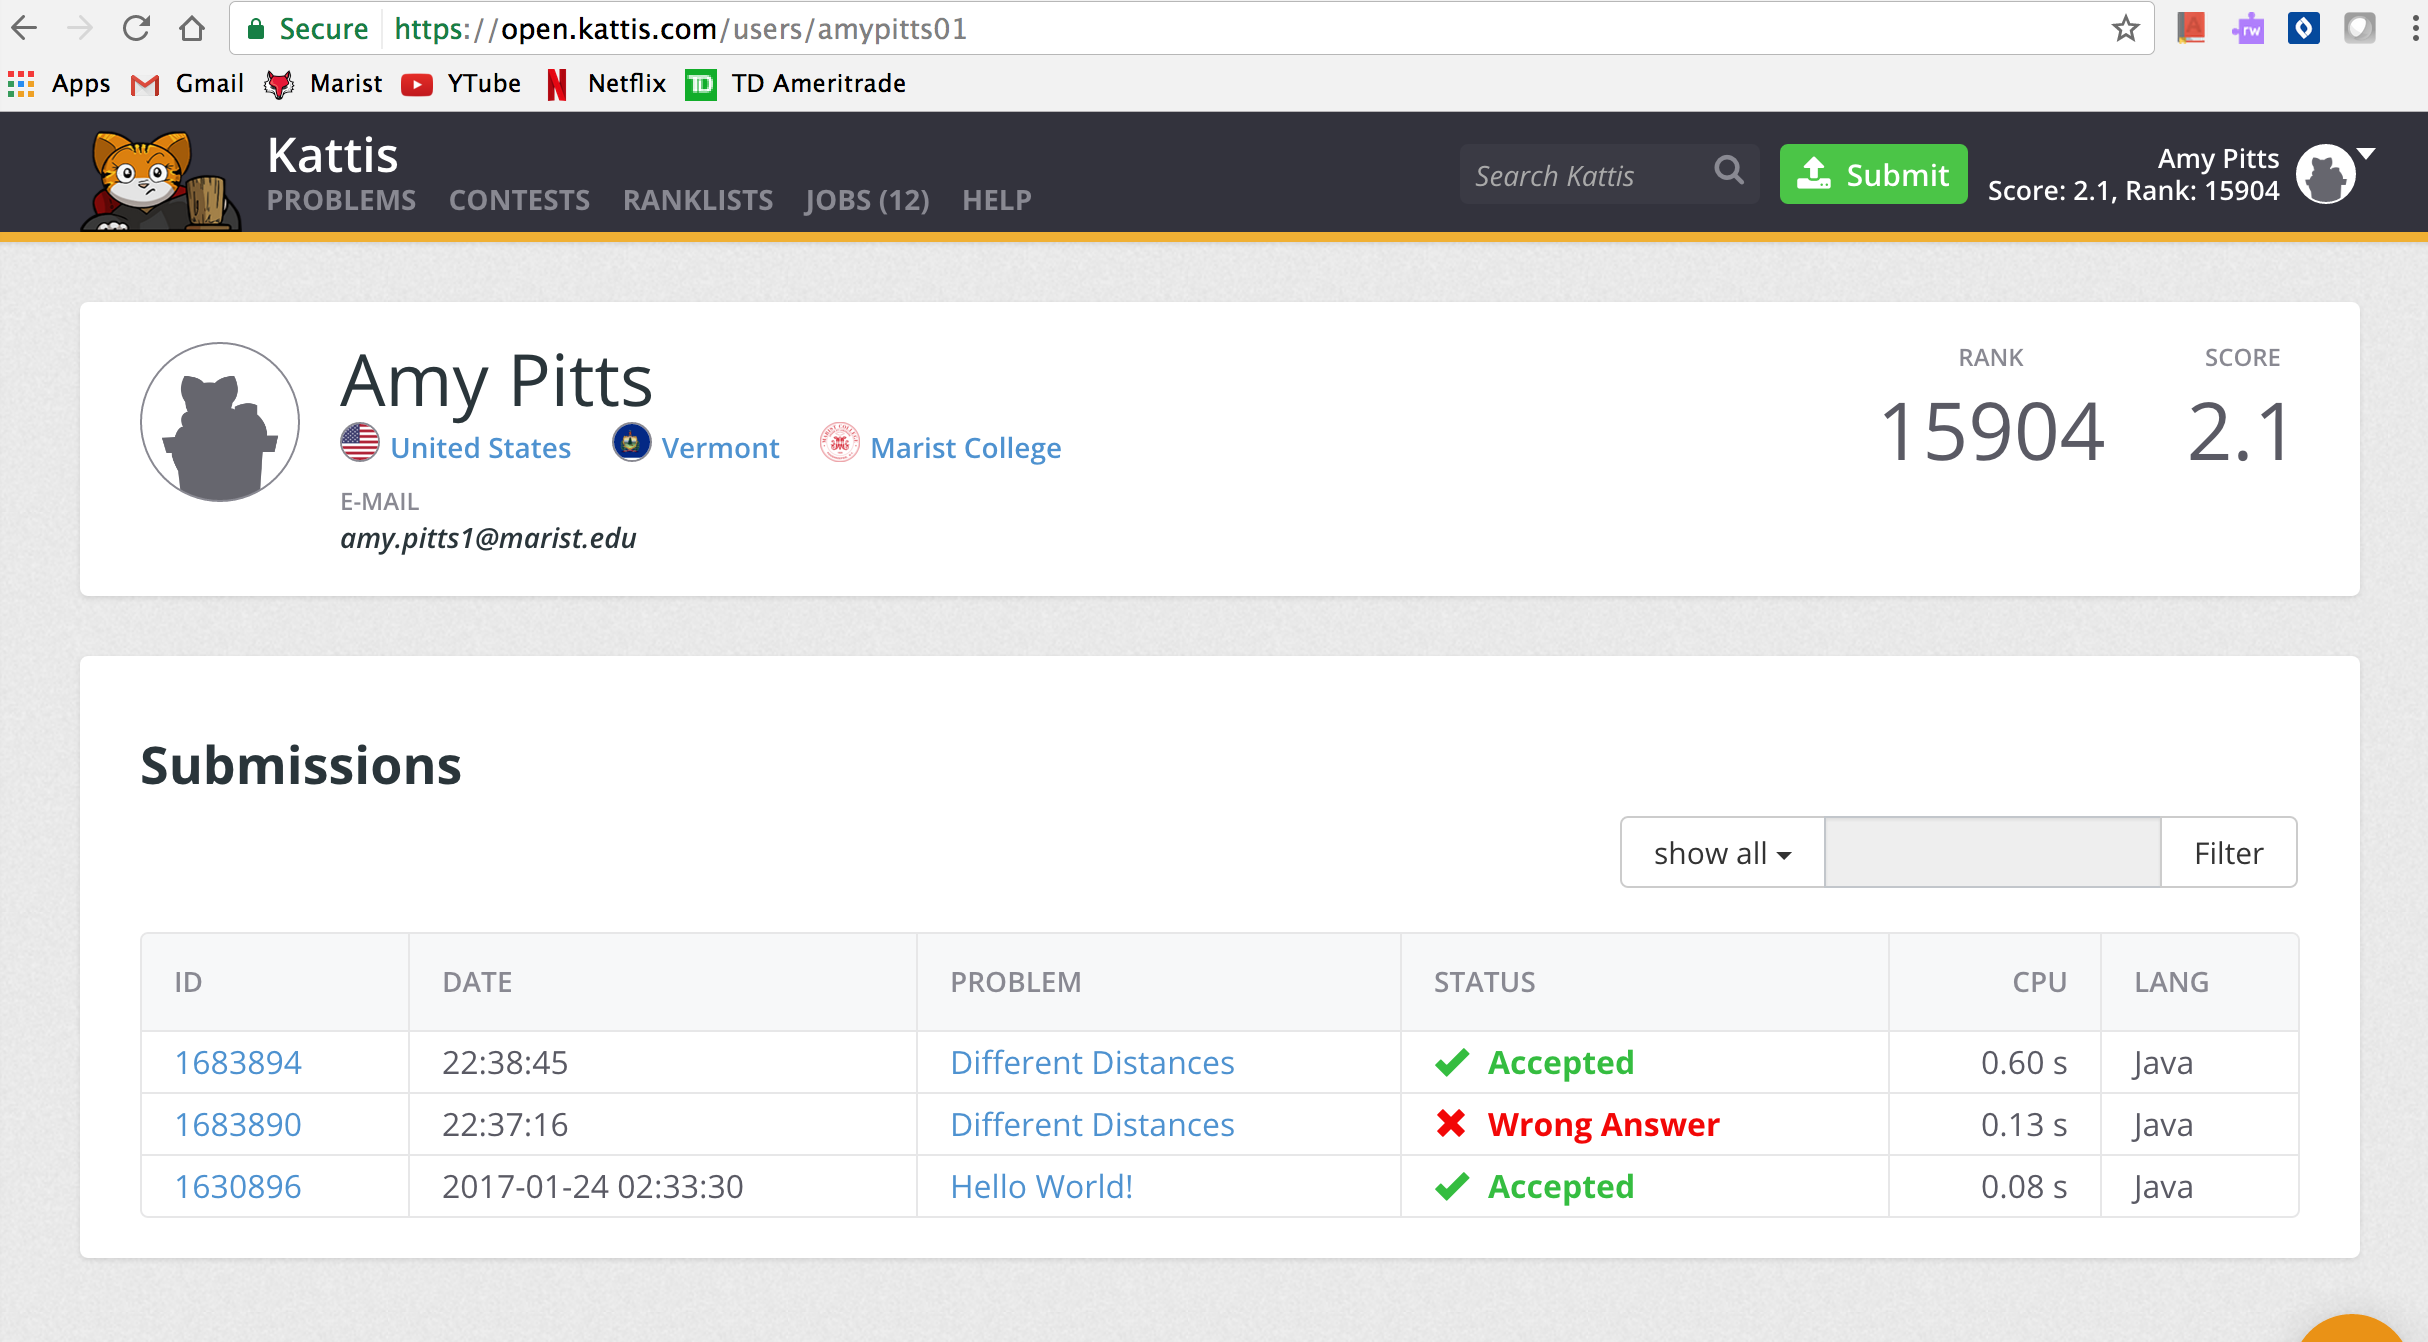 Secure https://open.kattis.com/users/amypitts01
Apps Gmail Marist YTube Netflix TD TD Ameritrade
Kattis
PROBLEMS CONTESTS RANKLISTS JOBS (12) HELP
Search Kattis
Submit
Amy Pitts
Score: 2.1, Rank: 15904
Amy Pitts
United States Vermont Marist College
E-MAIL
amy.pitts1@marist.edu
RANK SCORE
15904 2.1
Submissions
show all Filter
ID DATE PROBLEM STATUS CPU LANG
1683894 22:38:45 Different Distances Accepted 0.60 s Java
1683890 22:37:16 Different Distances Wrong Answer 0.13 s Java
1630896 2017-01-24 02:33:30 Hello World! Accepted 0.08 s Java